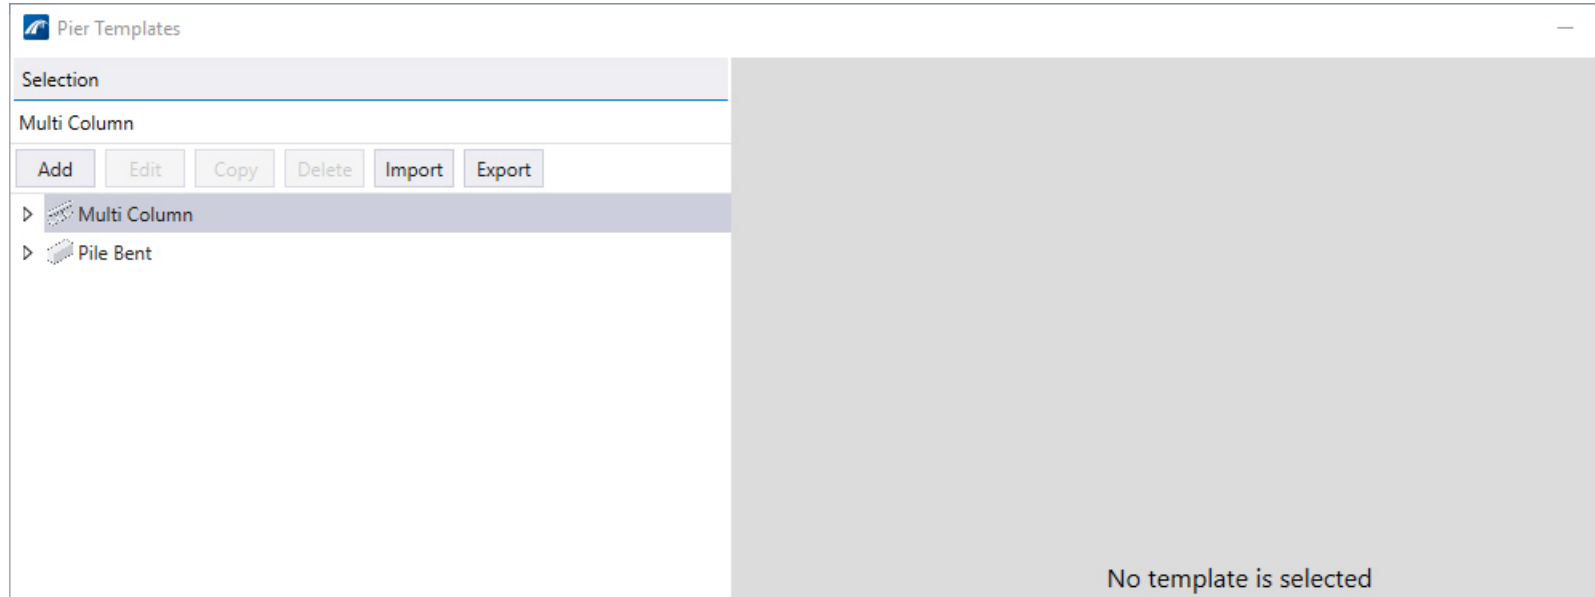 Pier Templates
Selection
Multi Column
Add Edit Copy Delete Import Export
Multi Column
Pile Bent
No template is selected